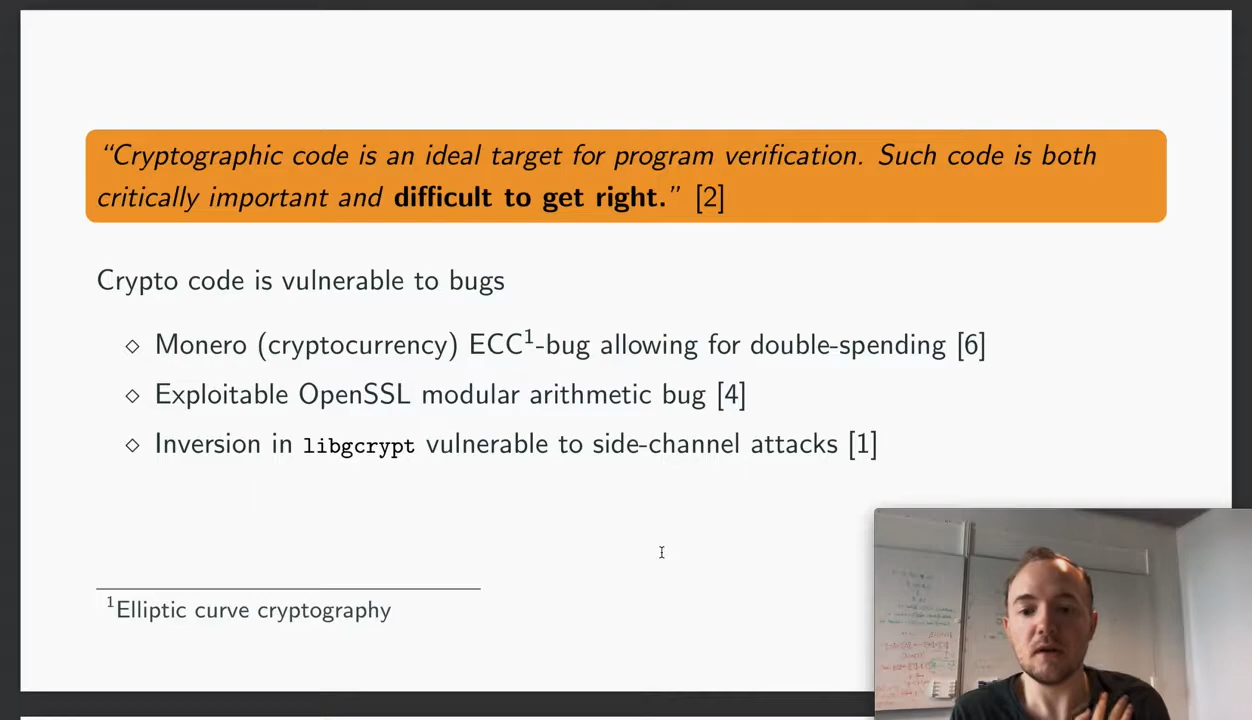 “Cryptographic code is an ideal target for program verification. Such code is both
critically important and difficult to get right.” [2]
Crypto code is vulnerable to bugs
◇ Monero (cryptocurrency) ECC¹-bug allowing for double-spending [6]
◇ Exploitable OpenSSL modular arithmetic bug [4]
◇ Inversion in libgcrypt vulnerable to side-channel attacks [1]
¹Elliptic curve cryptography